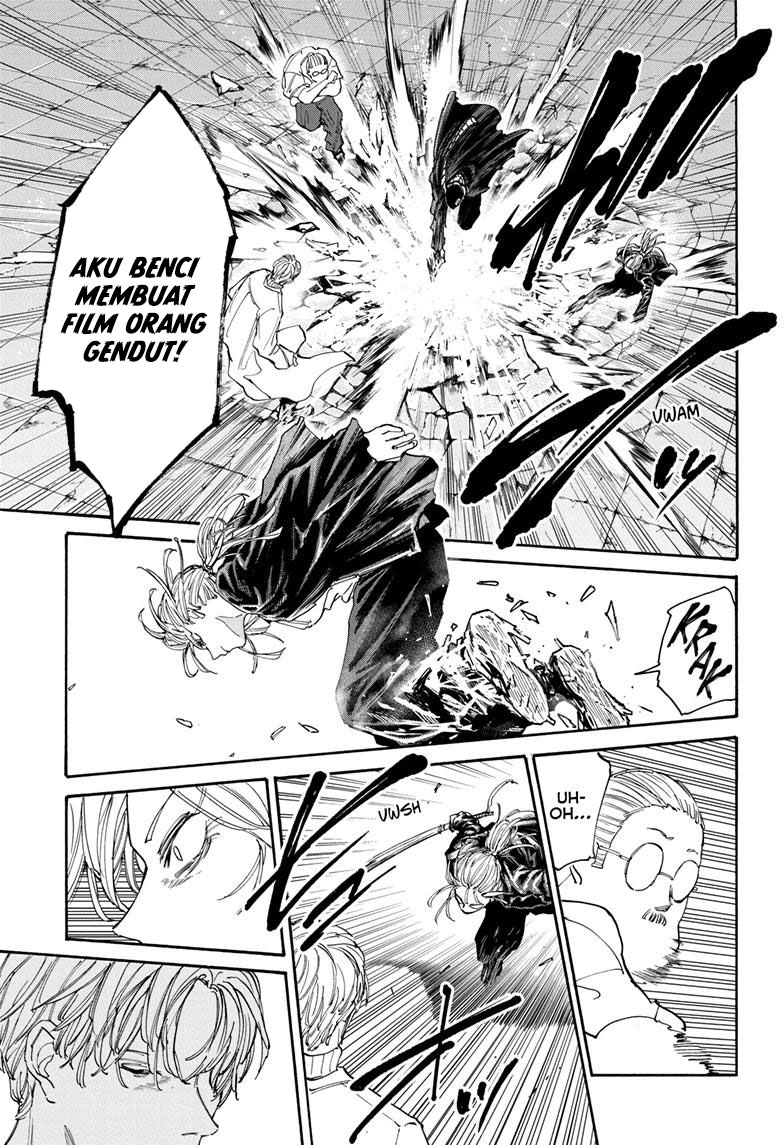 AKU BENCI
MEMBUAT
FILM ORANG
GENDUT!
VWAM
KRAK
UH-
OH...
VWSH